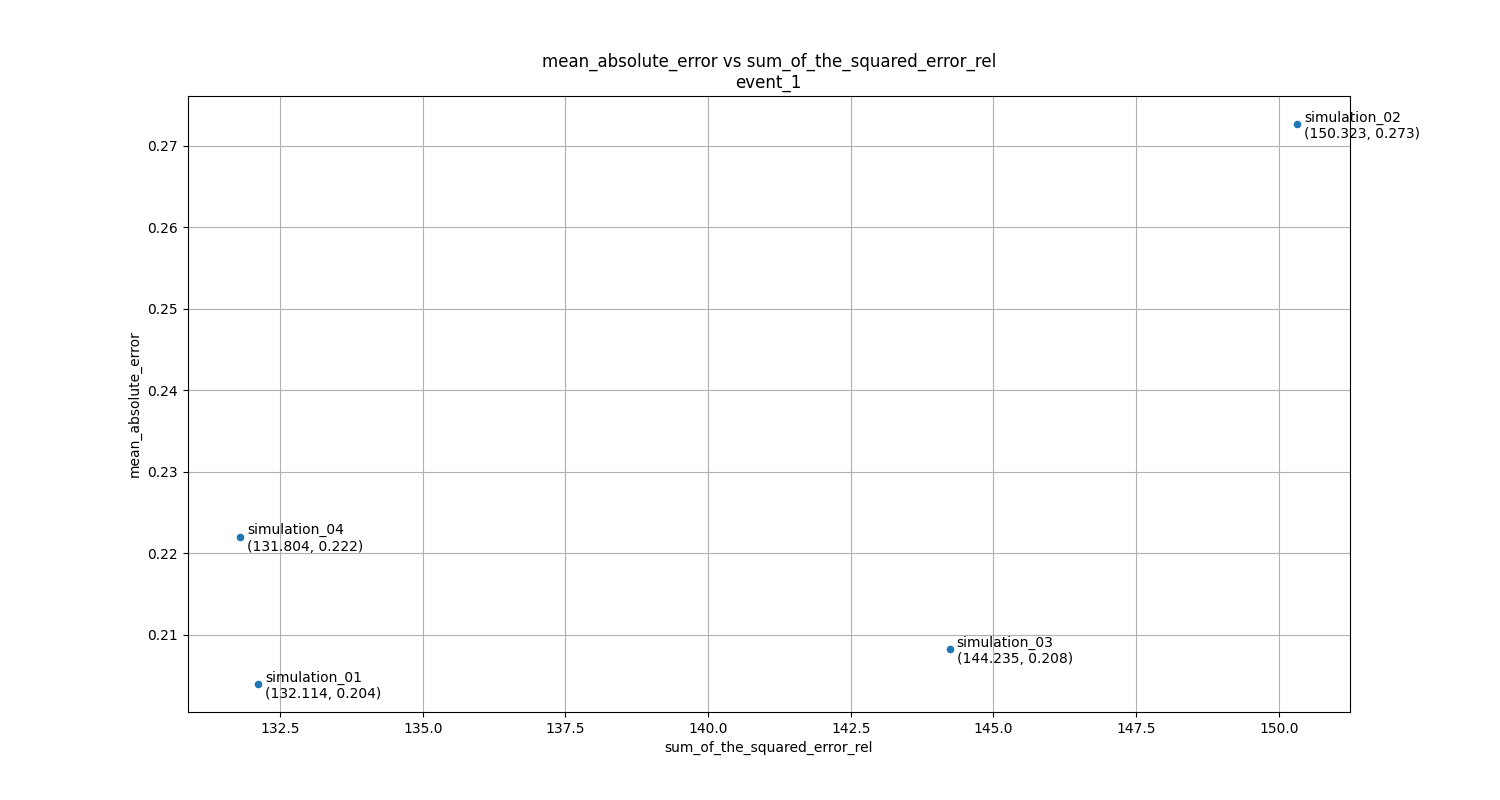 mean_absolute_error vs sum_of_the_squared_error_rel
event_1
simulation_02
(150.323, 0.273)
0.27
0.26
0.25
0.24
0.23
0.22
0.21
mean_absolute_error
simulation_04
(131.804, 0.222)
simulation_03
(144.235, 0.208)
simulation_01
(132.114, 0.204)
132.5 135.0 137.5 140.0 142.5 145.0 147.5 150.0
sum_of_the_squared_error_rel